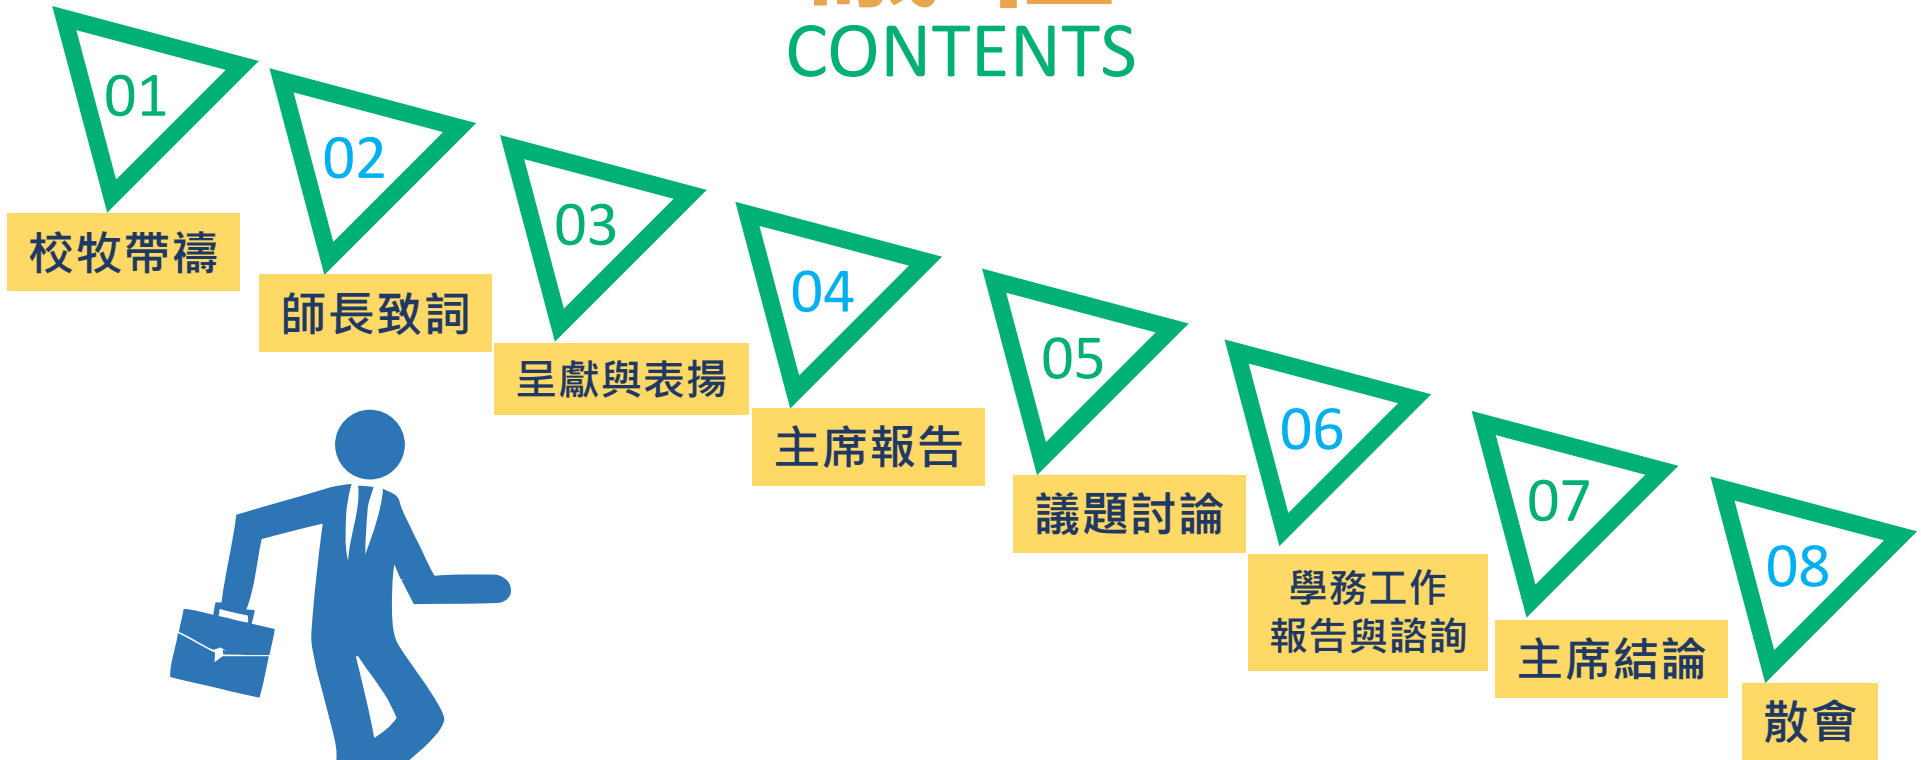 CONTENTS
01
校牧帶禱
02
師長致詞
03
呈獻與表揚
04
主席報告
05
議題討論
06
學務工作
報告與諮詢
07
主席結論
08
散會